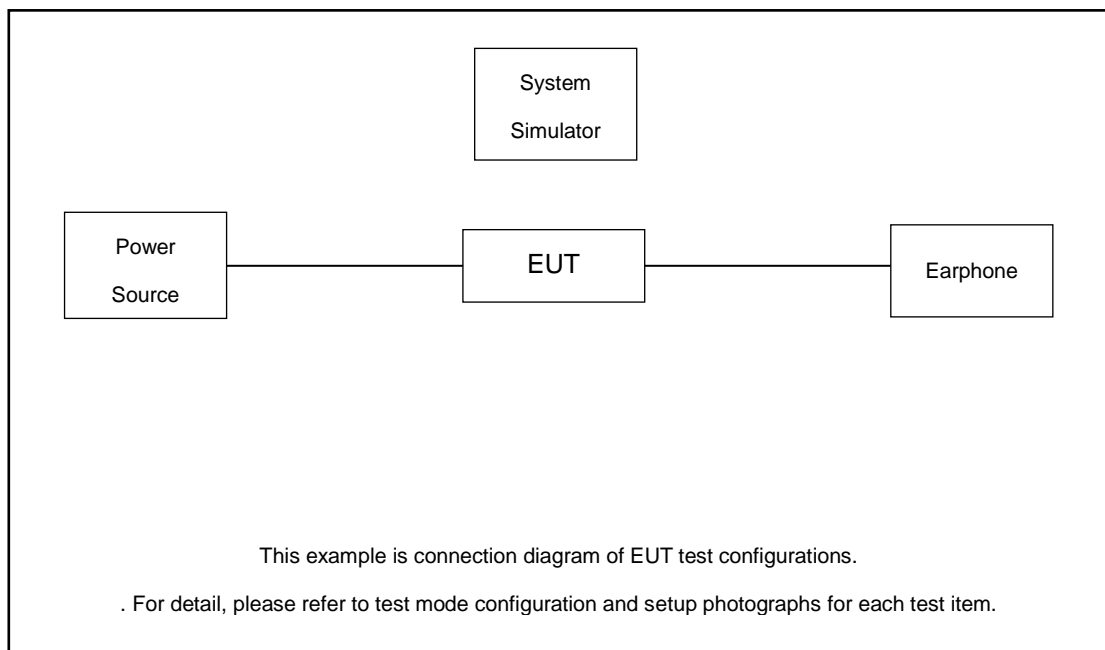 System
Simulator
Power
Source
EUT
Earphone
This example is connection diagram of EUT test configurations.
. For detail, please refer to test mode configuration and setup photographs for each test item.